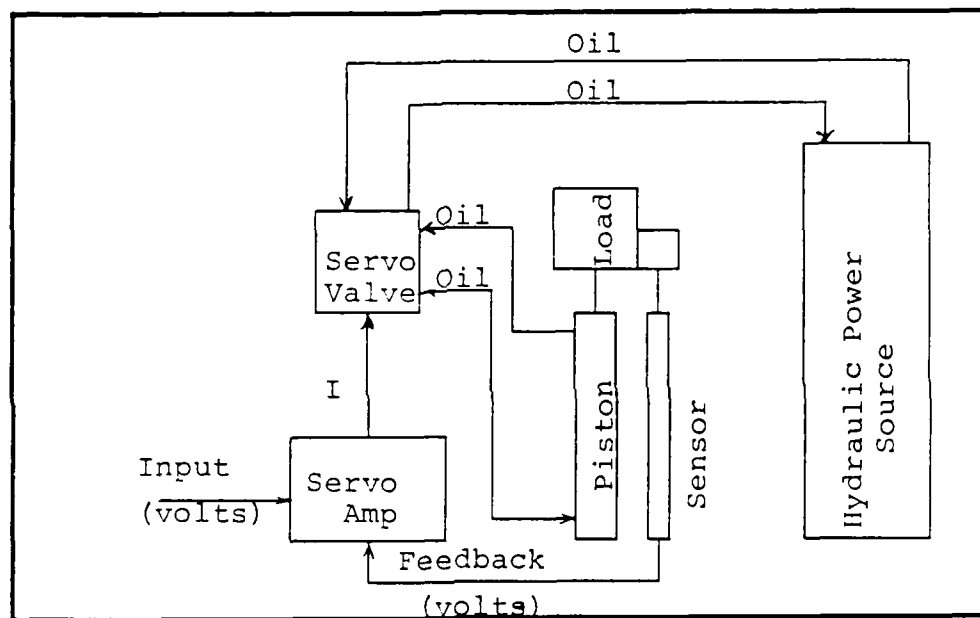 Oil
Oil
Oil
Load
Servo
Valve
Oil
Hydraulic Power
Source
I
Piston
Sensor
Input
(volts)
Servo
Amp
Feedback
(volts)